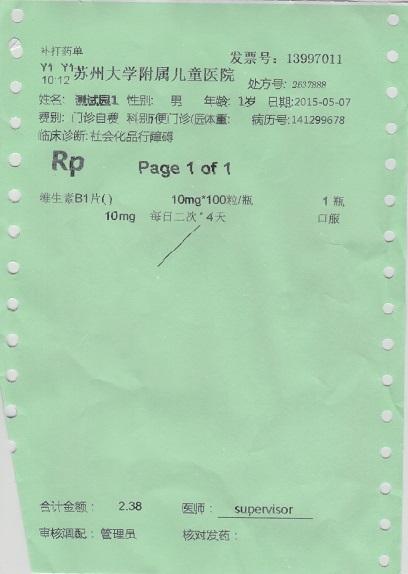 补打药单
发票号：13997011
Y1 Y1
10:12 苏州大学附属儿童医院 处方号: 2637888
姓名: 测试园1 性别: 男 年龄: 1岁 日期:2015-05-07
费别: 门诊自费 科别便门诊(园体重: 病历号:141299678
临床诊断: 社会化品行障碍
Rp Page 1 of 1
维生素B1片() 10mg*100粒/瓶 1 瓶
10mg 每日二次 * 4天 口服
合计金额： 2.38 医师： supervisor
审核调配：管理员 核对发药：